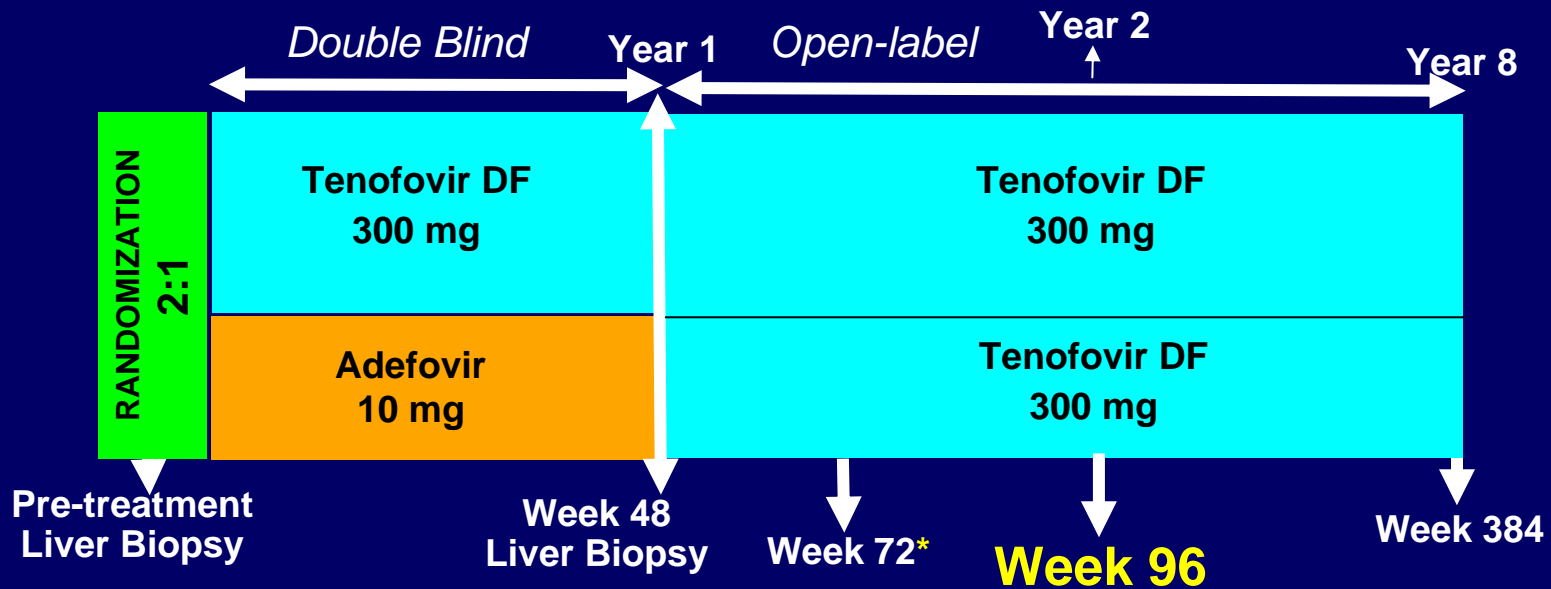 Double Blind
Year 1
Open-label
Year 2
Year 8
RANDOMIZATION
2:1
Tenofovir DF
300 mg
Tenofovir DF
300 mg
Adefovir
10 mg
Tenofovir DF
300 mg
Pre-treatment
Liver Biopsy
Week 48
Liver Biopsy
Week 72*
Week 96
Week 384